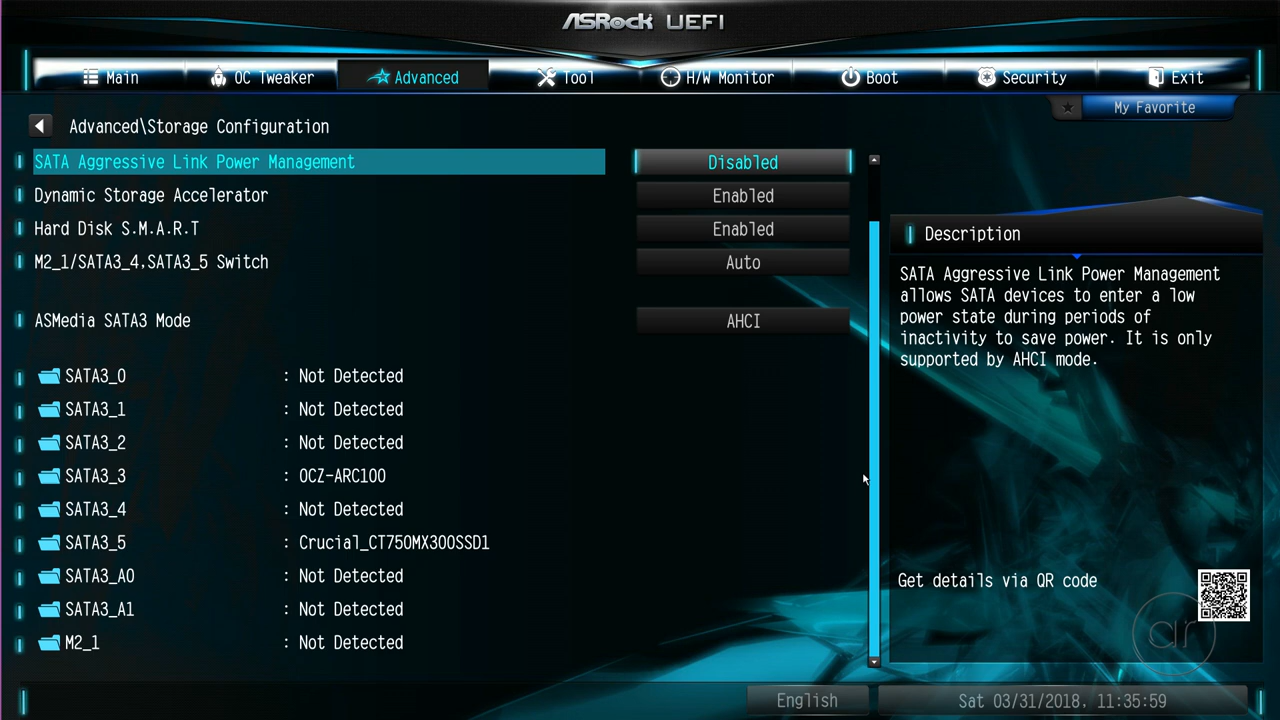 ASRock UEFI
Main
OC Tweaker
Advanced
Tool
H/W Monitor
Boot
Security
Exit
My Favorite
Advanced\Storage Configuration
SATA Aggressive Link Power Management Disabled
Dynamic Storage Accelerator Enabled
Hard Disk S.M.A.R.T Enabled
M2_1/SATA3_4,SATA3_5 Switch Auto
ASMedia SATA3 Mode AHCI
SATA3_0 : Not Detected
SATA3_1 : Not Detected
SATA3_2 : Not Detected
SATA3_3 : OCZ-ARC100
SATA3_4 : Not Detected
SATA3_5 : Crucial_CT750MX300SSD1
SATA3_A0 : Not Detected
SATA3_A1 : Not Detected
M2_1 : Not Detected
Description
SATA Aggressive Link Power Management
allows SATA devices to enter a low
power state during periods of
inactivity to save power. It is only
supported by AHCI mode.
Get details via QR code
ar
English
Sat 03/31/2018, 11:35:59